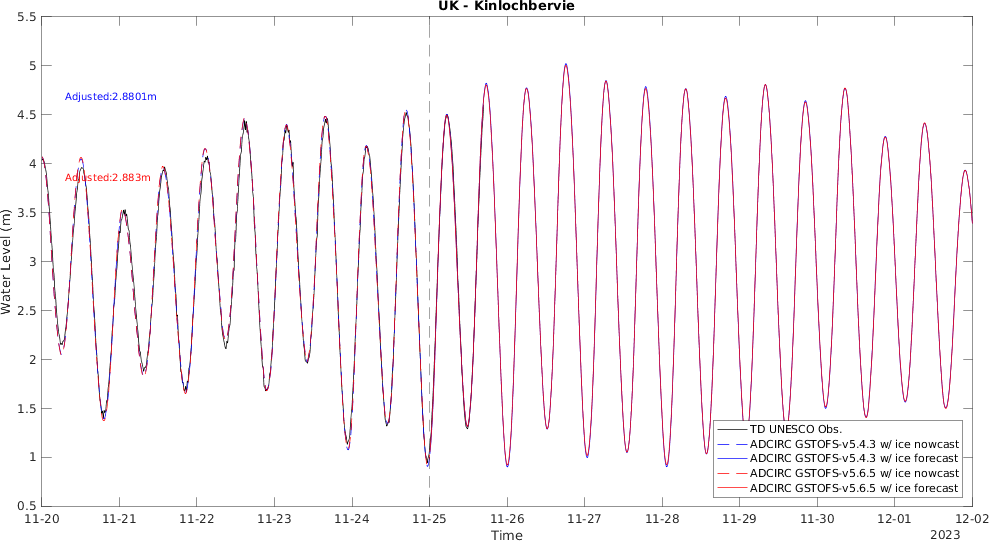 UK - Kinlochbervie
5.5
5
4.5
4
3.5
3
2.5
2
1.5
1
0.5
Water Level (m)
Adjusted:2.8801m
Adjusted:2.883m
TD UNESCO Obs.
ADCIRC GSTOFS-v5.4.3 w/ ice nowcast
ADCIRC GSTOFS-v5.4.3 w/ ice forecast
ADCIRC GSTOFS-v5.6.5 w/ ice nowcast
ADCIRC GSTOFS-v5.6.5 w/ ice forecast
11-20 11-21 11-22 11-23 11-24 11-25 11-26 11-27 11-28 11-29 11-30 12-01 12-02
Time
2023